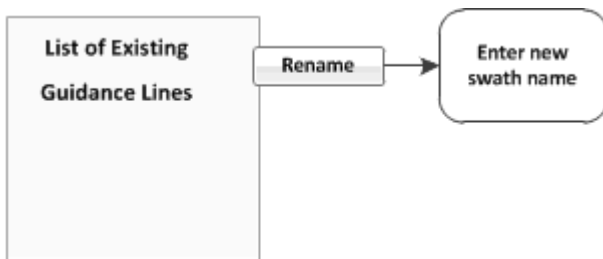 List of Existing
Guidance Lines
Rename
Enter new
swath name